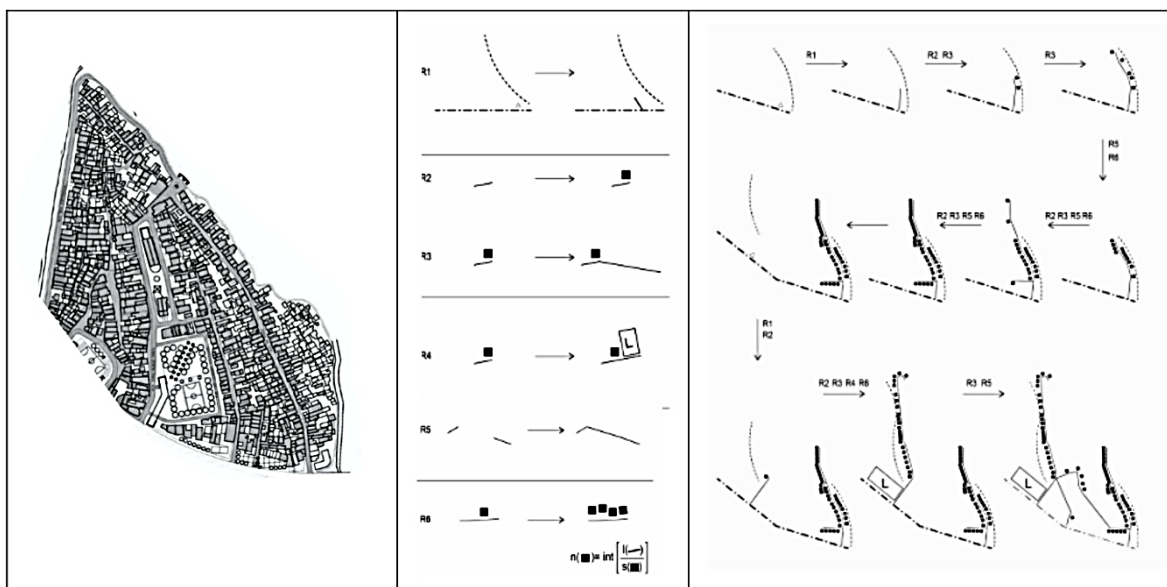 R1
R2
R3
R4
L
R5
R6
n(■)= int [ l(—) / s(■) ]
R1
R2 R3
R3
R5
R6
R2 R3 R5 R6
R2 R3 R5 R6
R1
R2
R2 R3 R4 R6
R3 R5
L
L